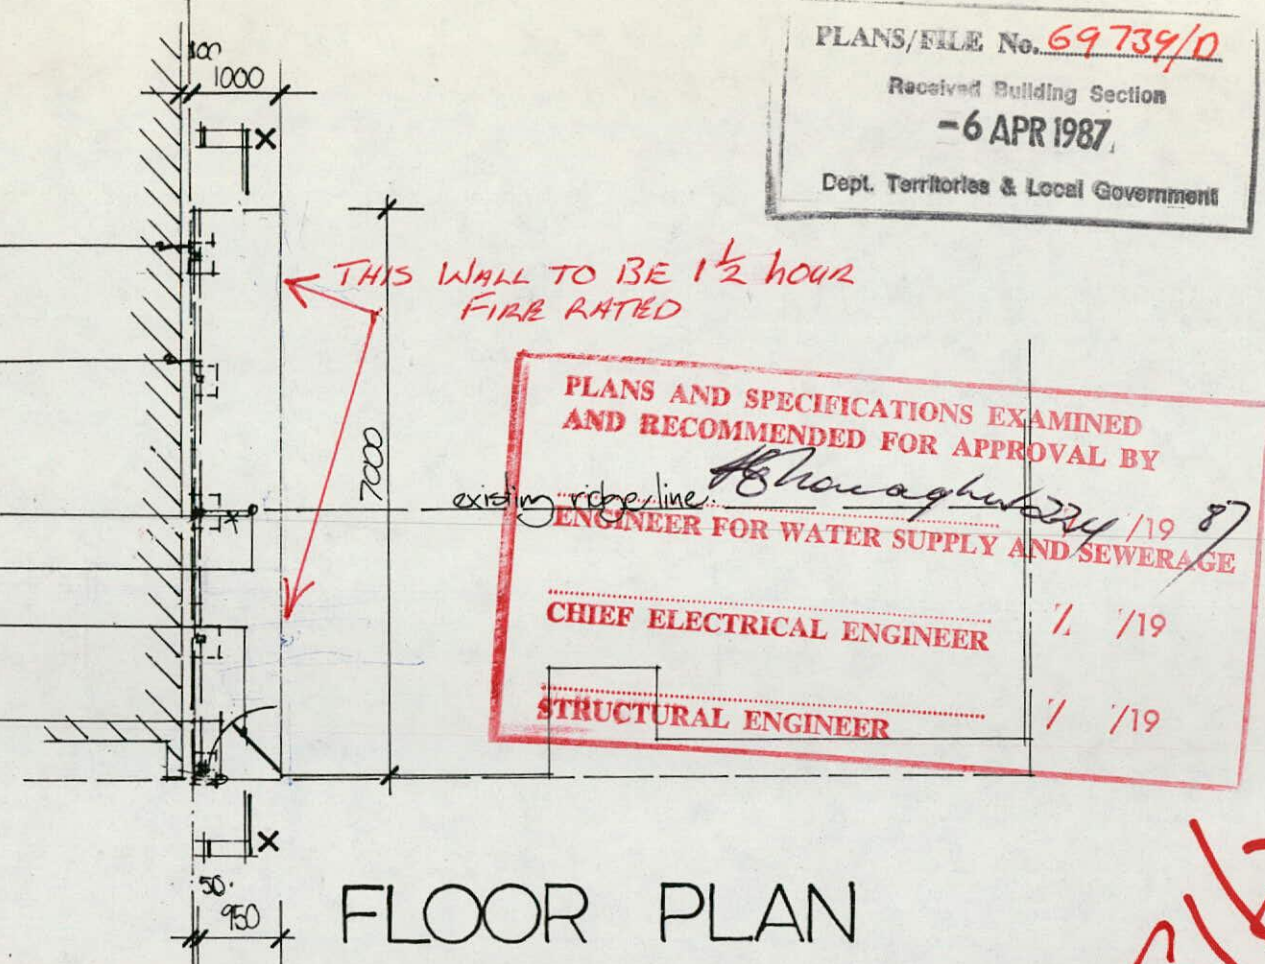 100
1000
PLANS/FILE No. 69739/D
Received Building Section
-6 APR 1987
Dept. Territories & Local Government
X
THIS WALL TO BE 1½ hour
FIRE RATED
PLANS AND SPECIFICATIONS EXAMINED
AND RECOMMENDED FOR APPROVAL BY
7000
existing ridge line.
/19 87
ENGINEER FOR WATER SUPPLY AND SEWERAGE
CHIEF ELECTRICAL ENGINEER / /19
STRUCTURAL ENGINEER / /19
X
50.
950
FLOOR PLAN